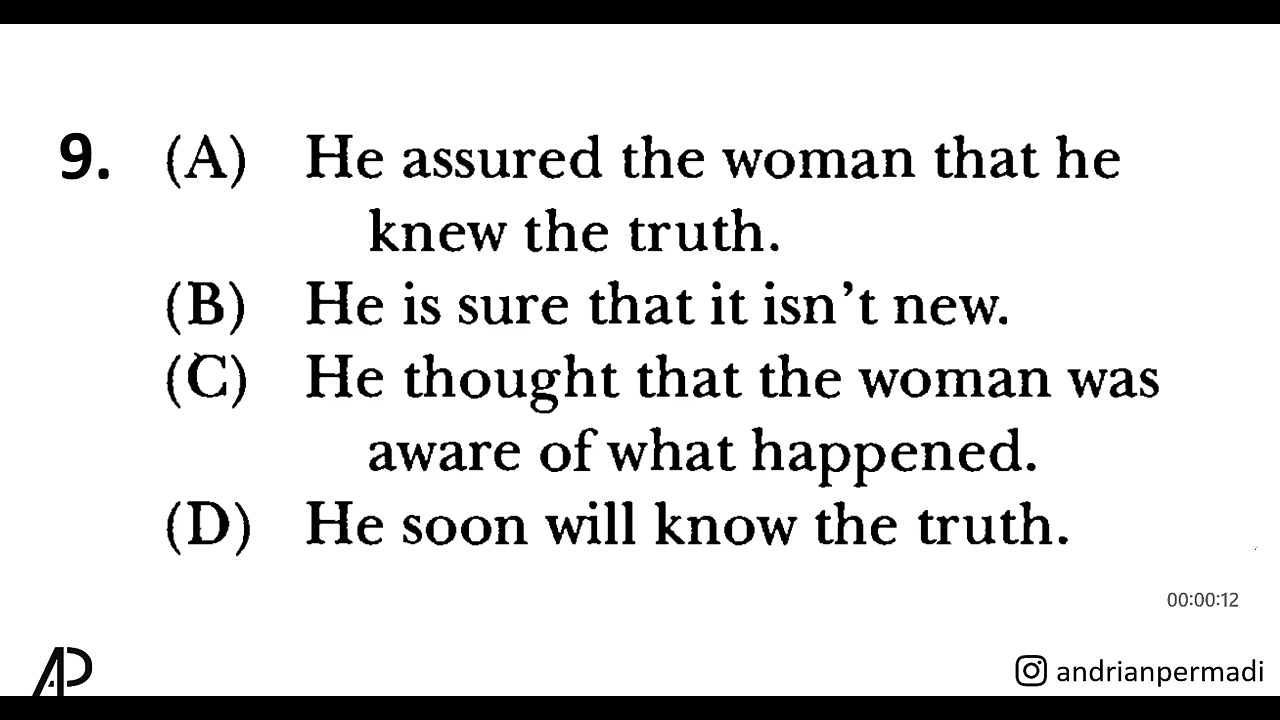 9. (A) He assured the woman that he
knew the truth.
(B) He is sure that it isn't new.
(C) He thought that the woman was
aware of what happened.
(D) He soon will know the truth.
00:00:12
AP
andrianpermadi